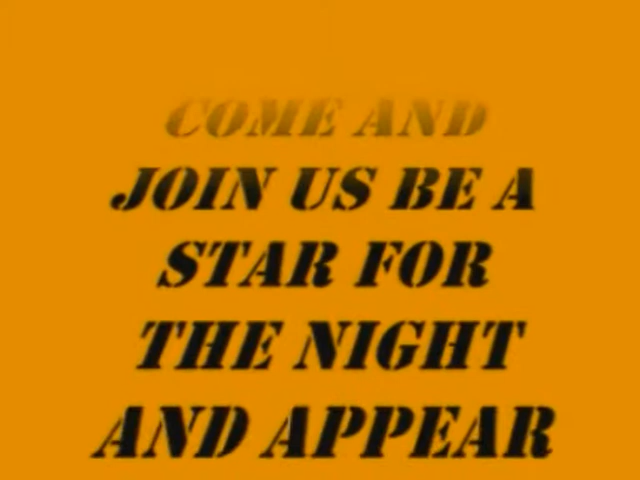 COME AND
JOIN US BE A
STAR FOR
THE NIGHT
AND APPEAR